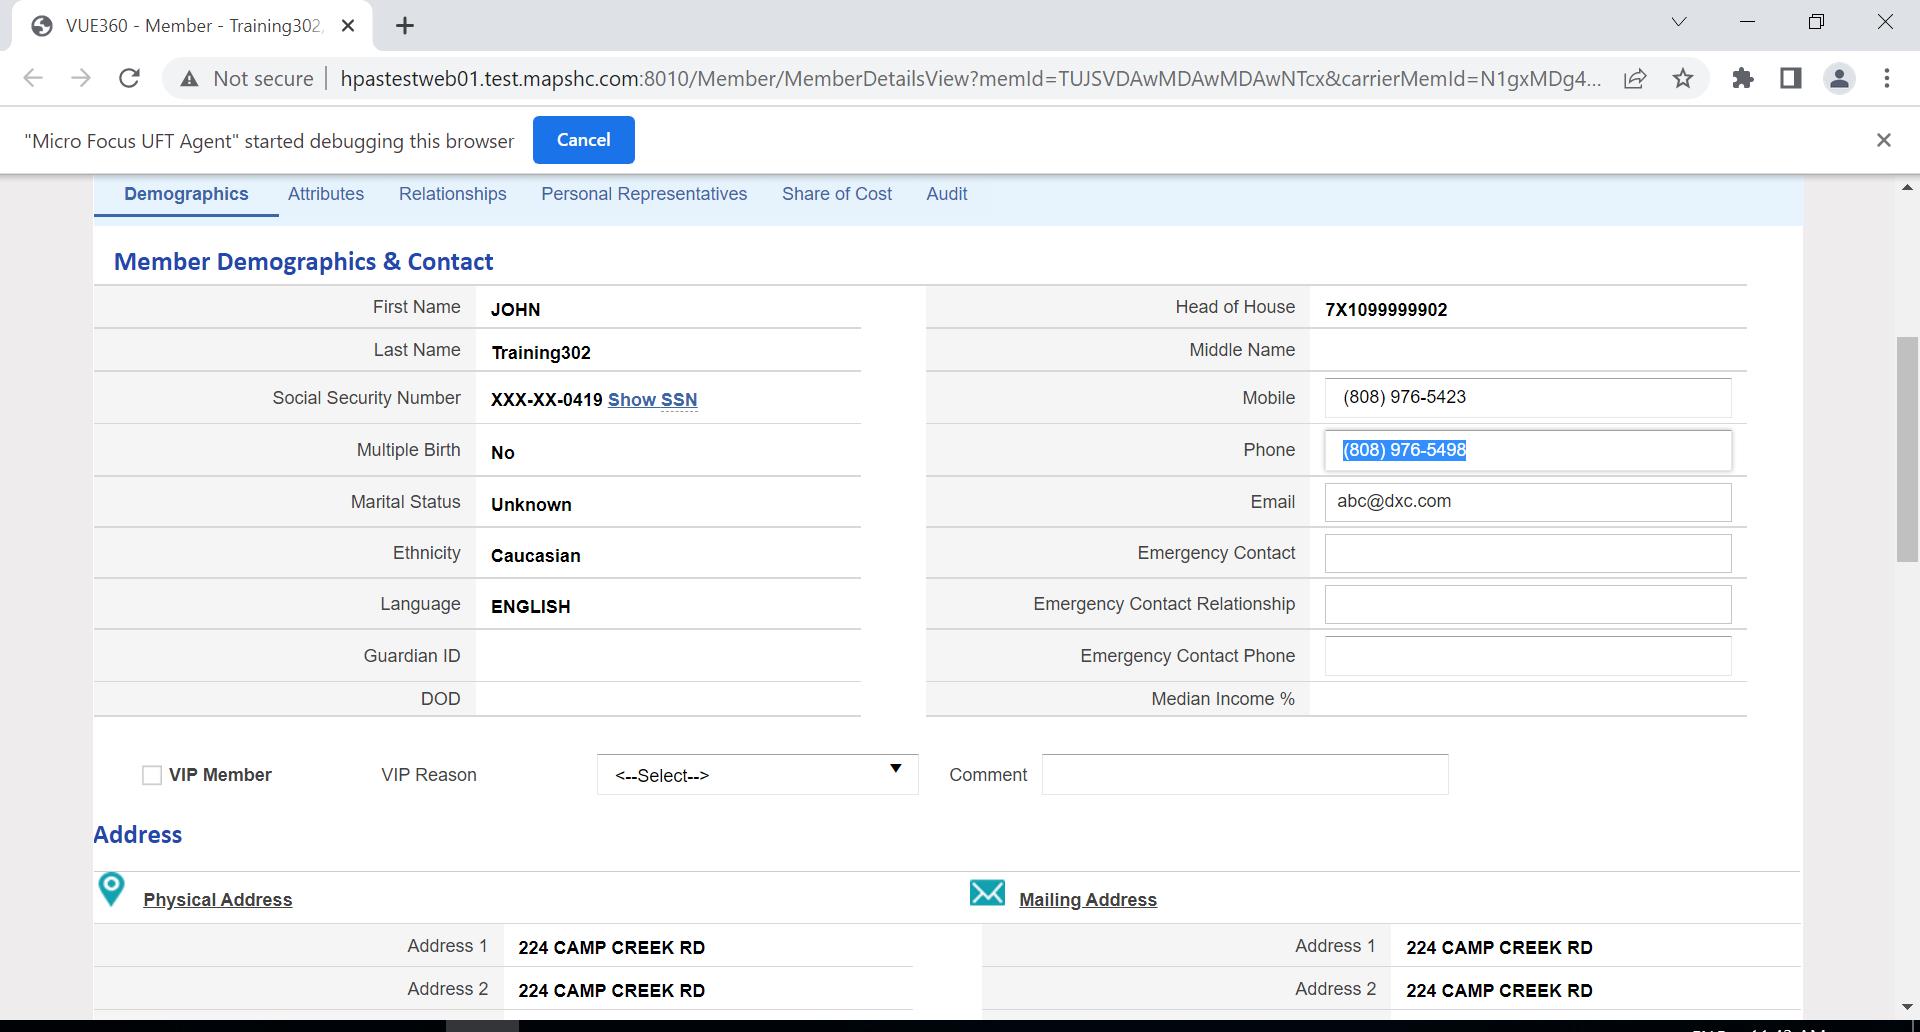 VUE360 - Member - Training302,
Not secure
hpastestweb01.test.mapshc.com:8010/Member/MemberDetailsView?memId=TUJSVDAwMDAwMDAwNTcx&carrierMemId=N1gxMDg4...
"Micro Focus UFT Agent" started debugging this browser
Cancel
Demographics Attributes Relationships Personal Representatives Share of Cost Audit
Member Demographics & Contact
First Name JOHN Head of House 7X1099999902
Last Name Training302 Middle Name
Social Security Number XXX-XX-0419 Show SSN Mobile (808) 976-5423
Multiple Birth No Phone (808) 976-5498
Marital Status Unknown Email abc@dxc.com
Ethnicity Caucasian Emergency Contact
Language ENGLISH Emergency Contact Relationship
Guardian ID Emergency Contact Phone
DOD Median Income %
VIP Member VIP Reason <--Select--> Comment
Address
Physical Address Mailing Address
Address 1 224 CAMP CREEK RD Address 1 224 CAMP CREEK RD
Address 2 224 CAMP CREEK RD Address 2 224 CAMP CREEK RD